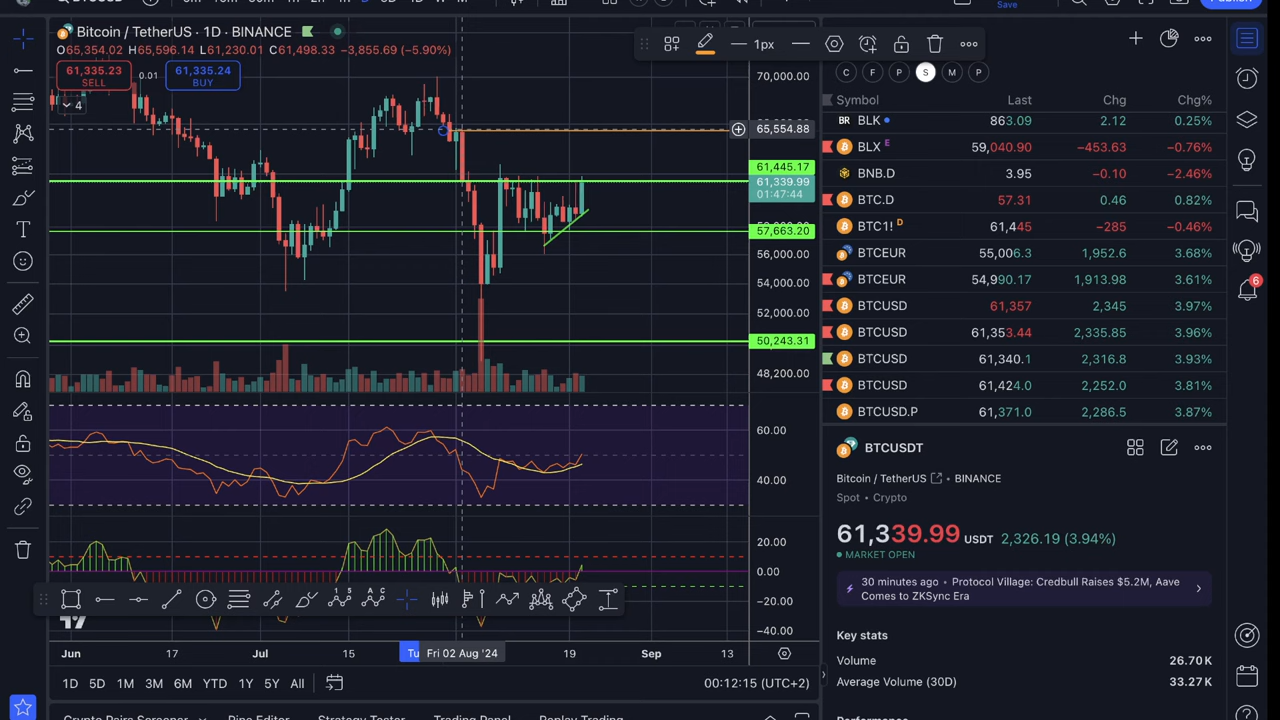 Save
Bitcoin / TetherUS · 1D · BINANCE
O65,354.02 H65,596.14 L61,230.01 C61,498.33 −3,855.69 (−5.90%)
61,335.23
SELL
0.01
61,335.24
BUY
4
1px
70,000.00
65,554.88
61,445.17
61,339.99
01:47:44
57,663.20
56,000.00
54,000.00
52,000.00
50,243.31
48,200.00
60.00
40.00
20.00
0.00
−20.00
−40.00
Jun
17
Jul
15
Tu
Fri 02 Aug '24
19
Sep
13
1D
5D
1M
3M
6M
YTD
1Y
5Y
All
00:12:15 (UTC+2)
Crypto Pairs Screener
Pine Editor
Strategy Tester
Trading Panel
Replay Trading
C
F
P
S
M
P
Symbol Last Chg Chg%
BLK 863.09 2.12 0.25%
BLX E 59,040.90 −453.63 −0.76%
BNB.D 3.95 −0.10 −2.46%
BTC.D 57.31 0.46 0.82%
BTC1! D 61,445 −285 −0.46%
BTCEUR 55,006.3 1,952.6 3.68%
BTCEUR 54,990.17 1,913.98 3.61%
BTCUSD 61,357 2,345 3.97%
BTCUSD 61,353.44 2,335.85 3.96%
BTCUSD 61,340.1 2,316.8 3.93%
BTCUSD 61,424.0 2,252.0 3.81%
BTCUSD.P 61,371.0 2,286.5 3.87%
BTCUSDT
Bitcoin / TetherUS • BINANCE
Spot • Crypto
61,339.99 USDT 2,326.19 (3.94%)
MARKET OPEN
30 minutes ago • Protocol Village: Credbull Raises $5.2M, Aave
Comes to ZKSync Era
Key stats
Volume 26.70K
Average Volume (30D) 33.27K
6